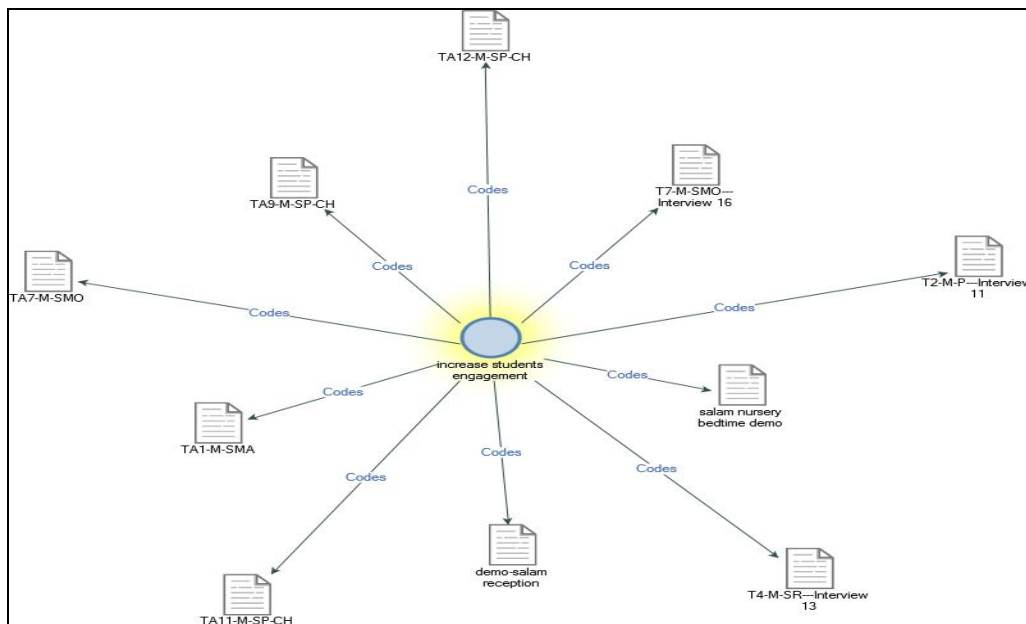 TA12-M-SP-CH
Codes
TA9-M-SP-CH
Codes
T7-M-SMO---
Interview 16
Codes
TA7-M-SMO
Codes
T2-M-P---Interview
11
Codes
increase students
engagement
Codes
salam nursery
bedtime demo
Codes
TA1-M-SMA
Codes
TA11-M-SP-CH
Codes
demo-salam
reception
Codes
T4-M-SR---Interview
13